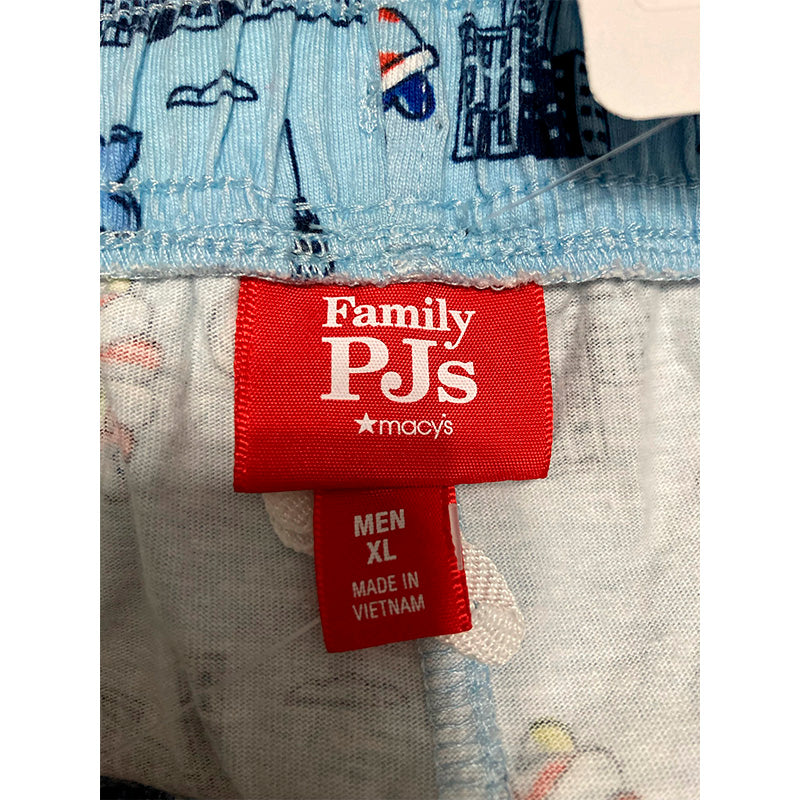 Family
PJs
★macy's
MEN
XL
MADE IN
VIETNAM